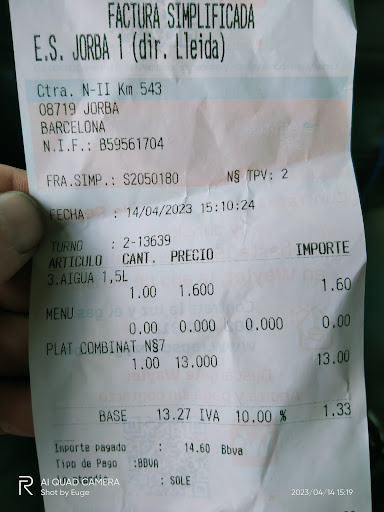 FACTURA SIMPLIFICADA
E.S. JORBA 1 (dir. Lleida)
Ctra. N-II Km 543
08719 JORBA
BARCELONA
N.I.F.: B59561704
FRA.SIMP.: S2050180 N§ TPV: 2
FECHA : 14/04/2023 15:10:24
TURNO : 2-13639
ARTICULO CANT. PRECIO IMPORTE
3.AIGUA 1,5L
1.00 1.600 1.60
MENU
0.00 0.000 0.000 0.00
PLAT COMBINAT N§7
1.00 13.000 13.00
BASE 13.27 IVA 10.00 % 1.33
Importe pagado : 14.60 Bbva
Tipo de Pago :BBVA
: SOLE
AI QUAD CAMERA
Shot by Euge
2023/04/14 15:19